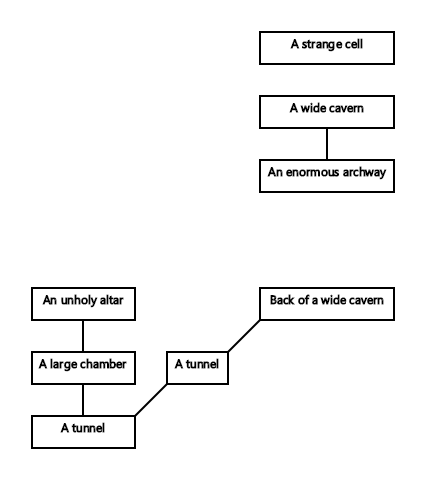 A strange cell
A wide cavern
An enormous archway
An unholy altar
Back of a wide cavern
A large chamber
A tunnel
A tunnel